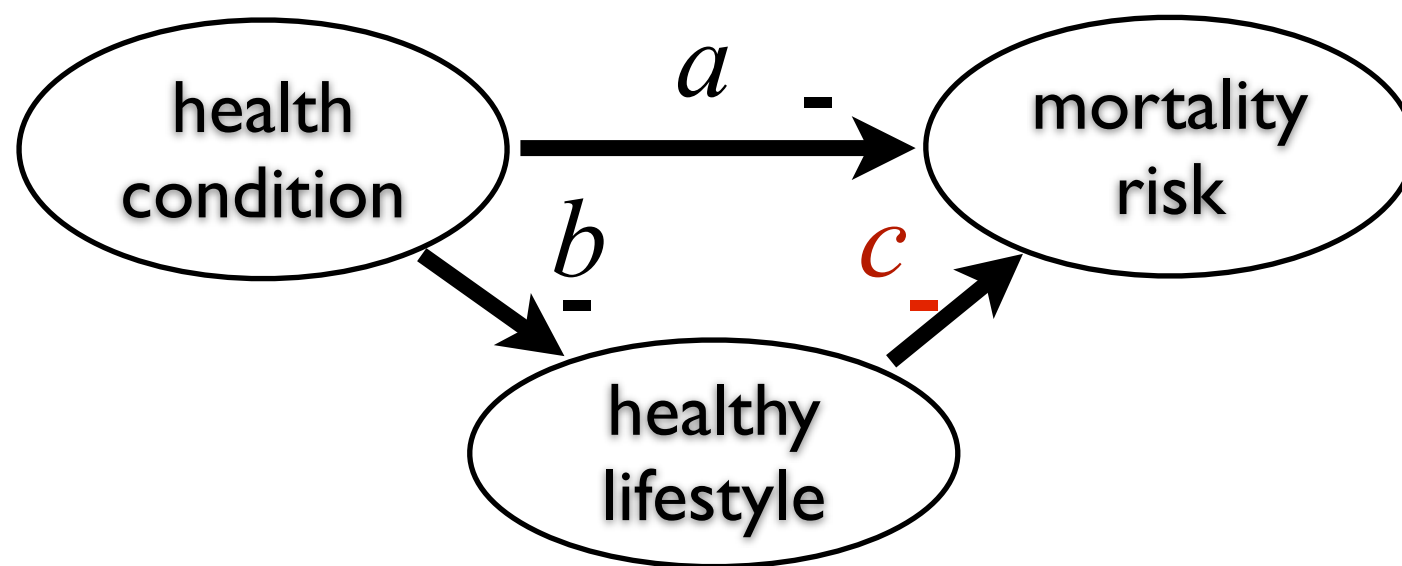 health
condition
a -
mortality
risk
b
-
c
-
healthy
lifestyle